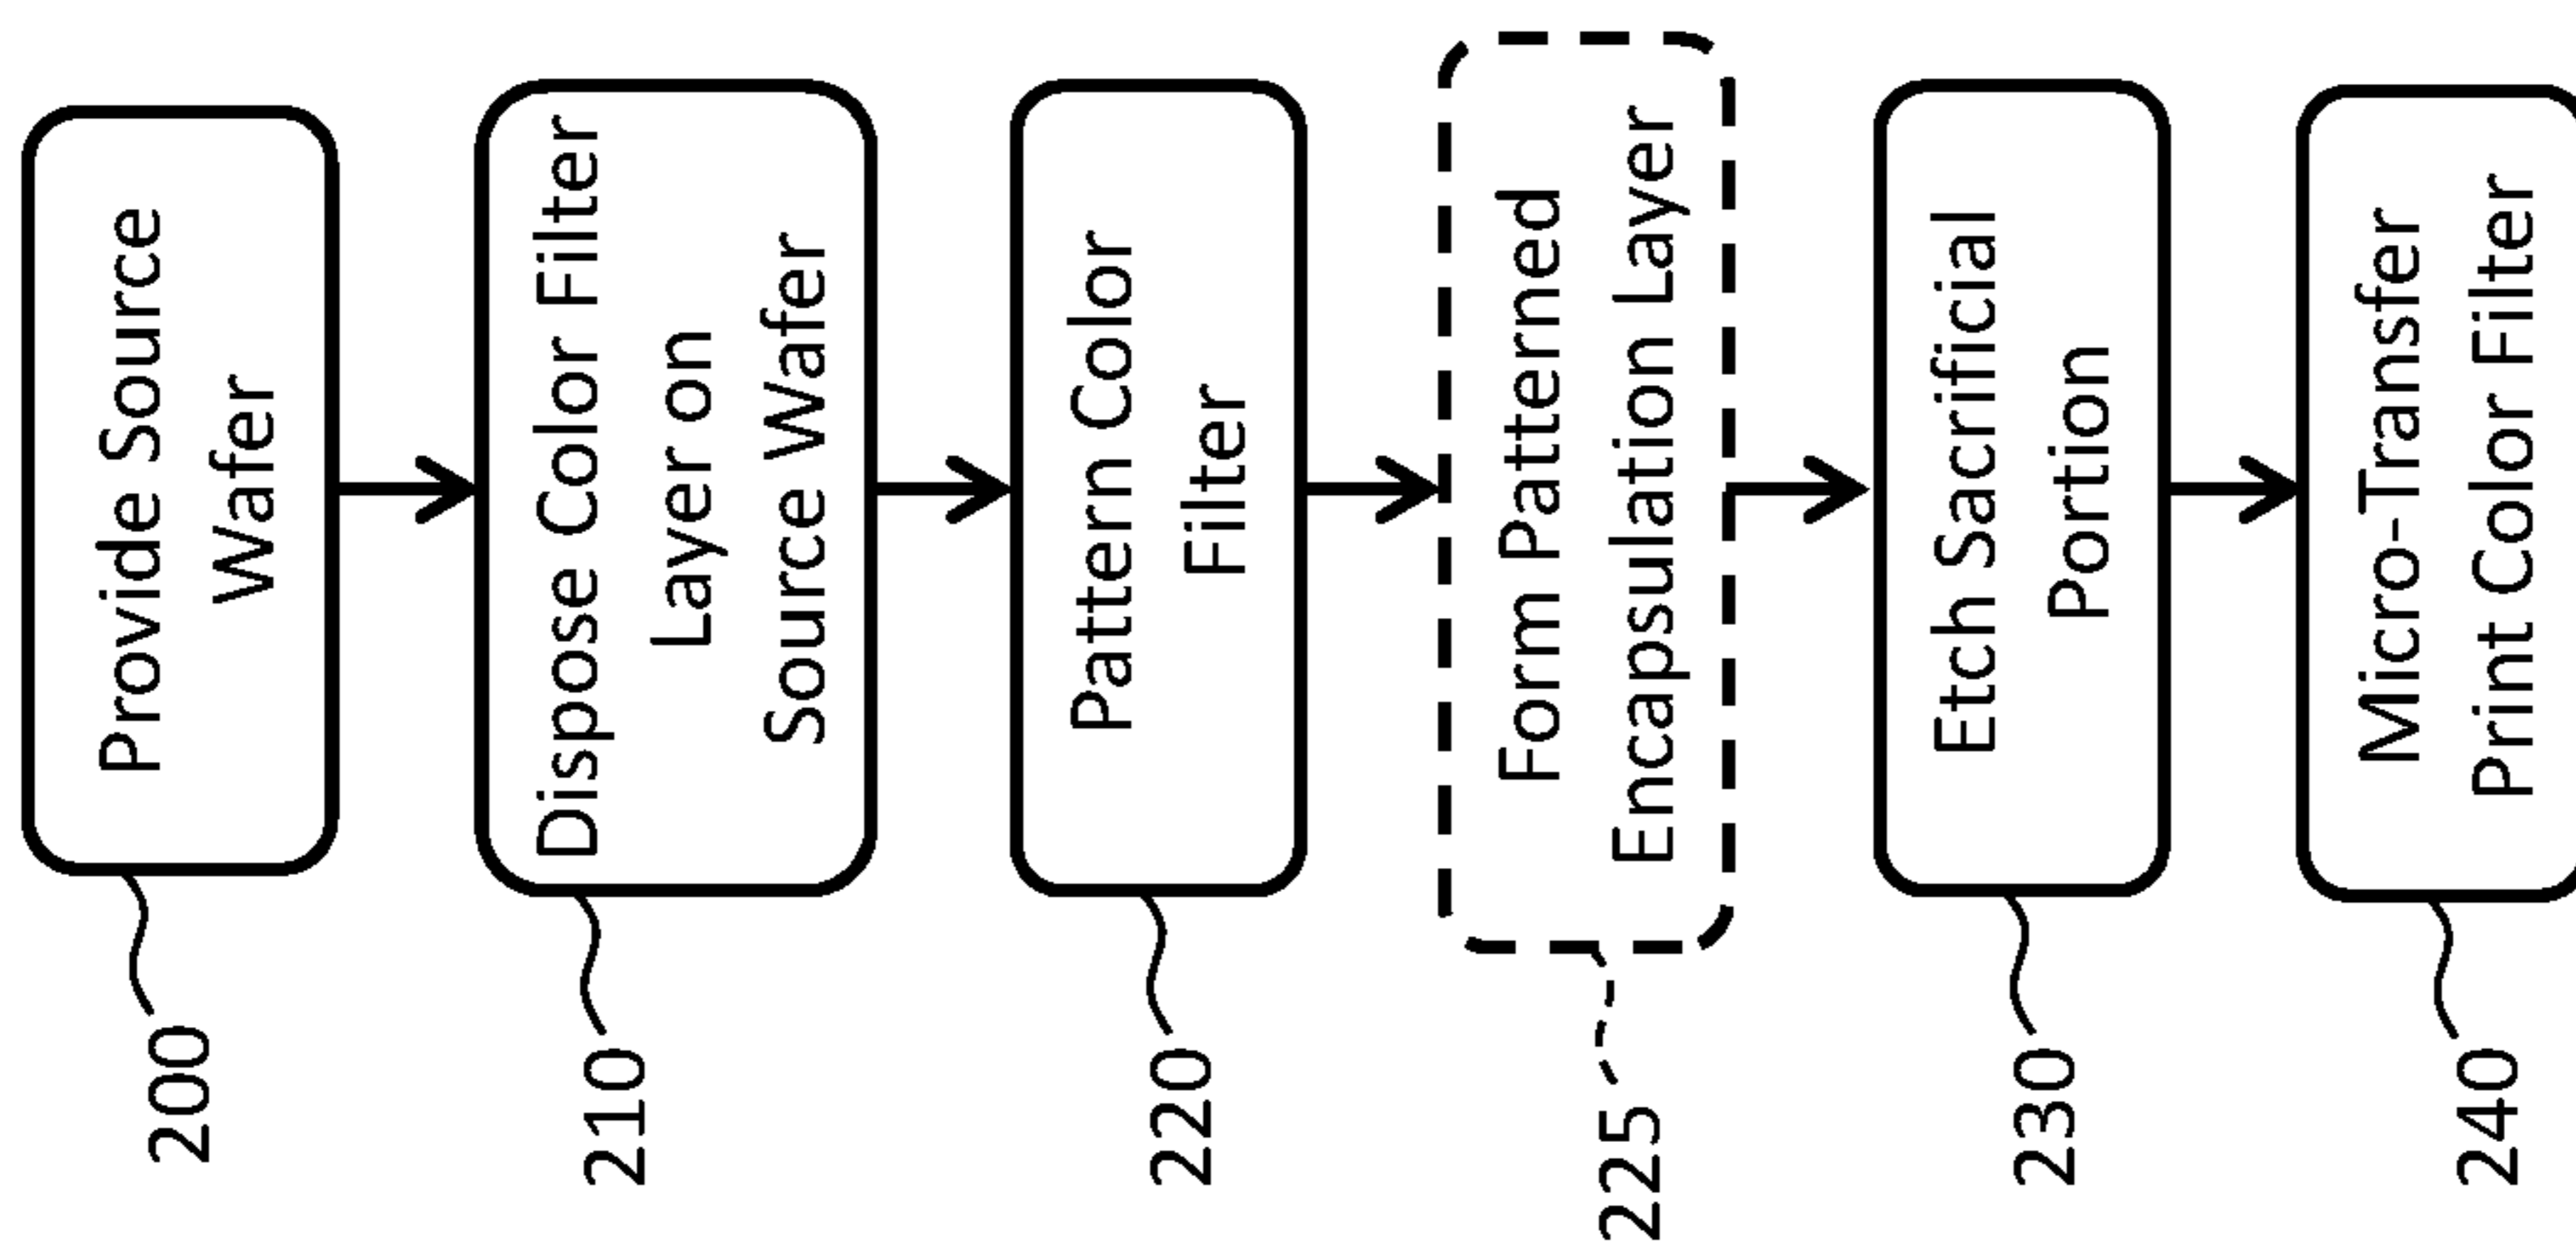 200
Provide Source
Wafer
210
Dispose Color Filter
Layer on
Source Wafer
220
Pattern Color
Filter
225
Form Patterned
Encapsulation Layer
230
Etch Sacrificial
Portion
240
Micro-Transfer
Print Color Filter